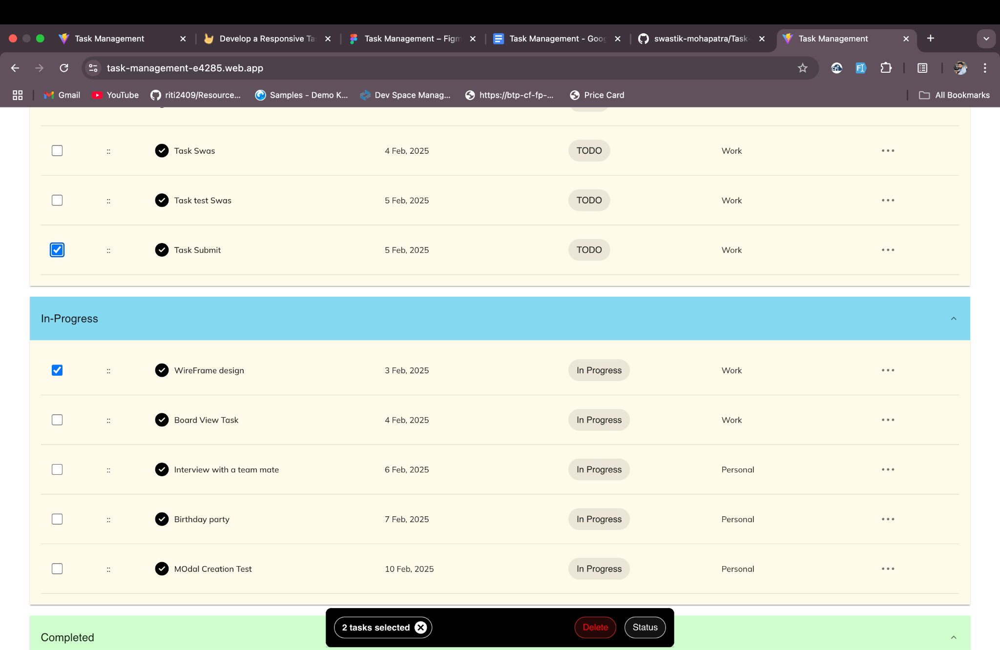 Task Management
Develop a Responsive Ta
Task Management – Figm
Task Management - Goog
swastik-mohapatra/Task-
Task Management
task-management-e4285.web.app
Gmail
YouTube
riti2409/Resource...
Samples - Demo K...
Dev Space Manag...
https://btp-cf-fp-...
Price Card
All Bookmarks
:: Task Swas 4 Feb, 2025 TODO Work ...
:: Task test Swas 5 Feb, 2025 TODO Work ...
:: Task Submit 5 Feb, 2025 TODO Work ...
In-Progress
:: WireFrame design 3 Feb, 2025 In Progress Work ...
:: Board View Task 4 Feb, 2025 In Progress Work ...
:: Interview with a team mate 6 Feb, 2025 In Progress Personal ...
:: Birthday party 7 Feb, 2025 In Progress Personal ...
:: MOdal Creation Test 10 Feb, 2025 In Progress Personal ...
2 tasks selected Delete Status
Completed